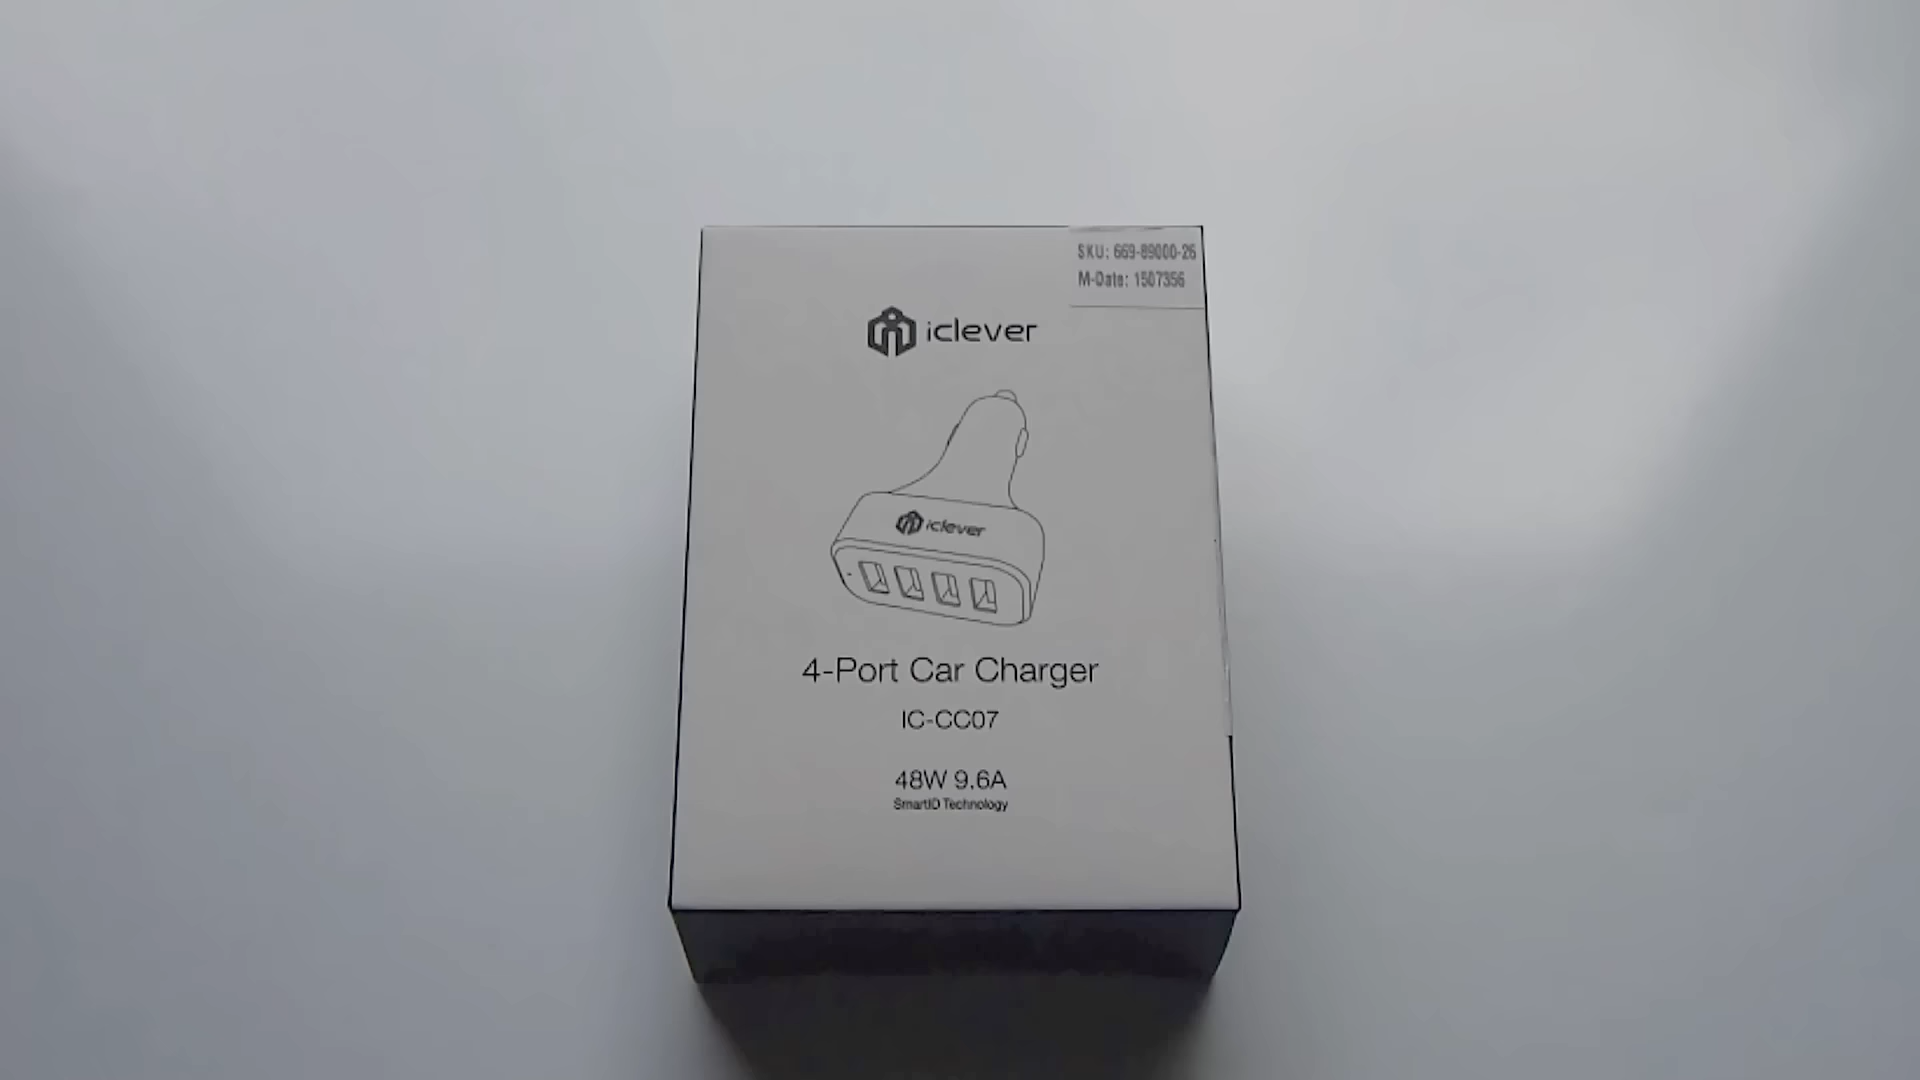 SKU: 669-89000-26
M-Date: 1507356
iclever
iclever
4-Port Car Charger
IC-CC07
48W 9.6A
SmartID Technology